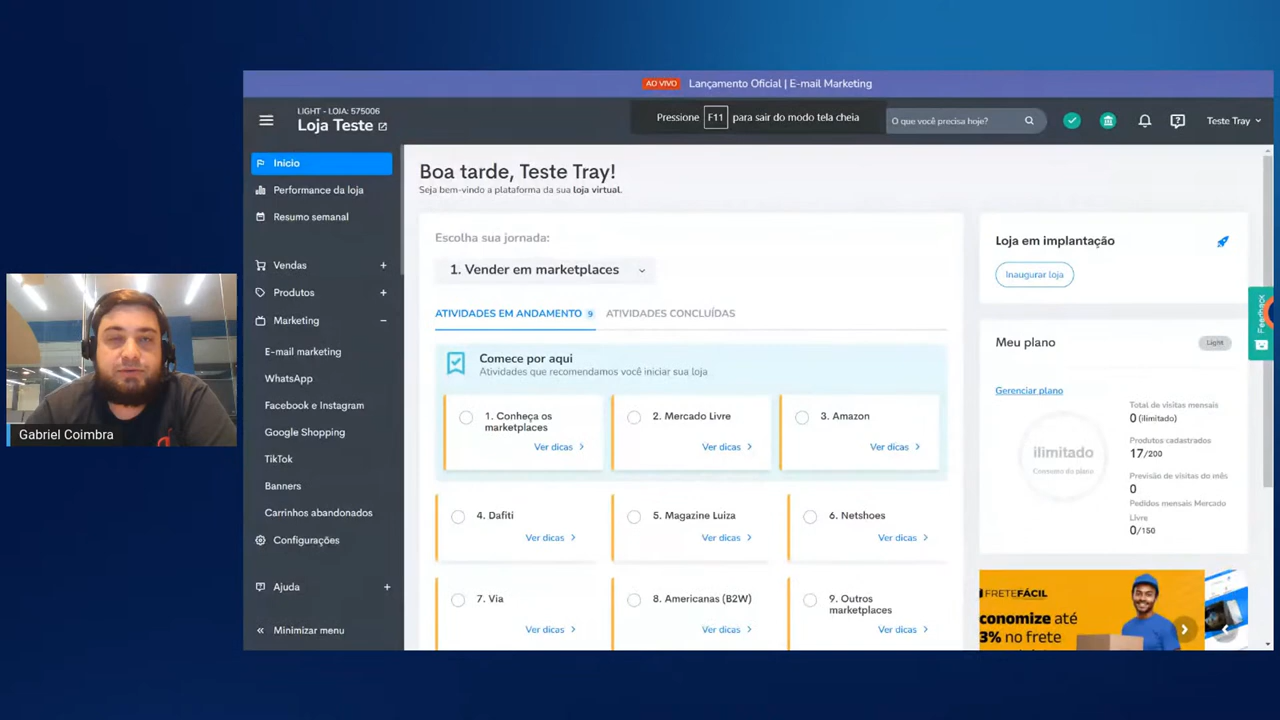 AO VIVO Lançamento Oficial | E-mail Marketing
LIGHT - LOJA: 575006
Loja Teste
Pressione F11 para sair do modo tela cheia
O que você precisa hoje?
Teste Tray
Início
Performance da loja
Resumo semanal
Vendas +
Produtos +
Marketing −
E-mail marketing
WhatsApp
Facebook e Instagram
Google Shopping
TikTok
Banners
Carrinhos abandonados
Configurações
Ajuda +
Minimizar menu
Boa tarde, Teste Tray!
Seja bem-vindo a plataforma da sua loja virtual.
Escolha sua jornada:
1. Vender em marketplaces
ATIVIDADES EM ANDAMENTO 9 ATIVIDADES CONCLUÍDAS
Comece por aqui
Atividades que recomendamos você iniciar sua loja
1. Conheça os
marketplaces
Ver dicas
2. Mercado Livre
Ver dicas
3. Amazon
Ver dicas
4. Dafiti
Ver dicas
5. Magazine Luiza
Ver dicas
6. Netshoes
Ver dicas
7. Via
Ver dicas
8. Americanas (B2W)
Ver dicas
9. Outros
marketplaces
Ver dicas
Loja em implantação
Inaugurar loja
Feedback
Meu plano
Light
Gerenciar plano
ilimitado
Consumo do plano
Total de visitas mensais
0 (ilimitado)
Produtos cadastrados
17/200
Previsão de visitas do mês
0
Pedidos mensais Mercado
Livre
0/150
FRETEFÁCIL
conomize até
3% no frete
Gabriel Coimbra